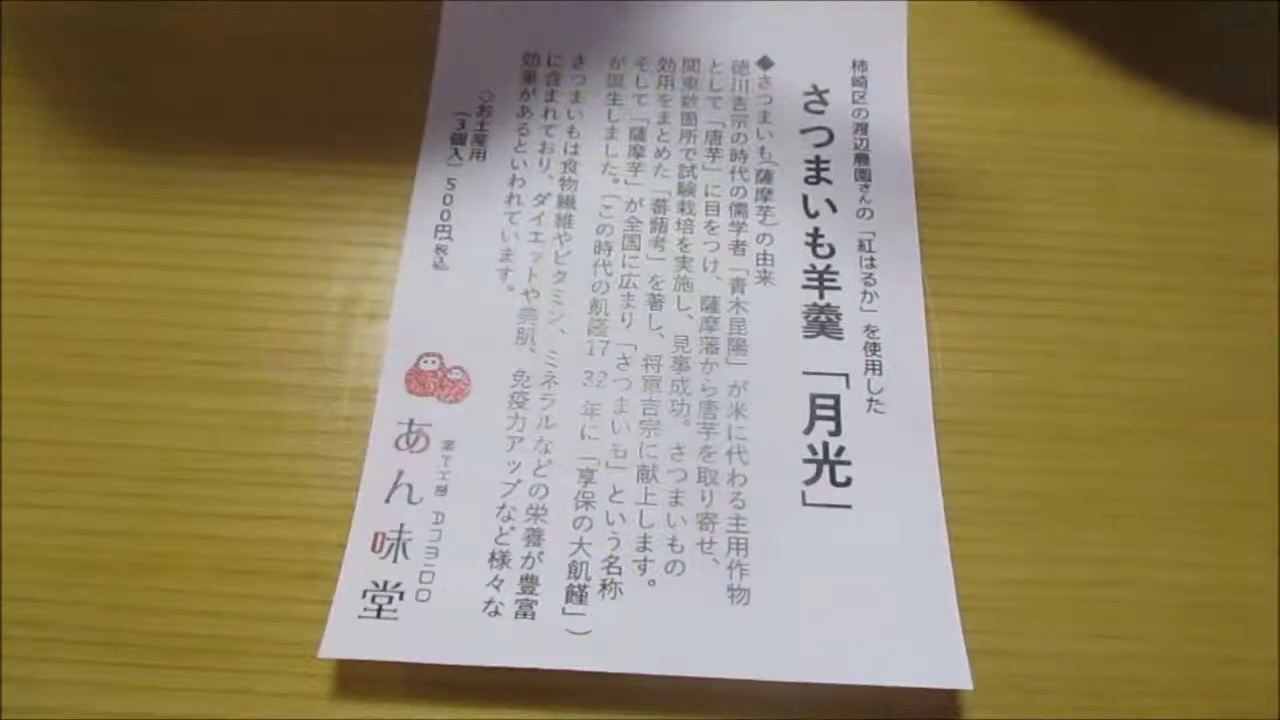 柿崎区の渡辺農園さんの「紅はるか」を使用した
さつまいも羊羹「月光」
◆さつまいも(薩摩芋)の由来
徳川吉宗の時代の儒学者「青木昆陽」が米に代わる主用作物
として「唐芋」に目をつけ、薩摩藩から唐芋を取り寄せ、
関東数箇所で試験栽培を実施し、見事成功。さつまいもの
効用をまとめた「蕃藷考」を著し、将軍吉宗に献上します。
そして「薩摩芋」が全国に広まり「さつまいも」という名称
が誕生しました。(この時代の飢饉1732年に「享保の大飢饉」)
さつまいもは食物繊維やビタミン、ミネラルなどの栄養が豊富
に含まれており、ダイエットや美肌、免疫力アップなど様々な
効果があるといわれています。
◇お土産用
(3個入)500円税込
菓子工房 ANMIDO
あん味堂